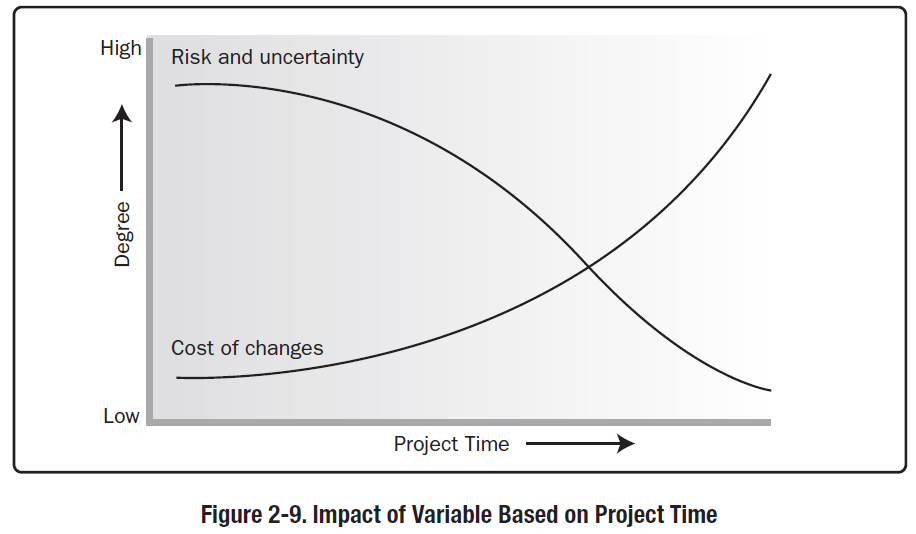 High
Risk and uncertainty
Degree
Cost of changes
Low
Project Time
Figure 2-9. Impact of Variable Based on Project Time